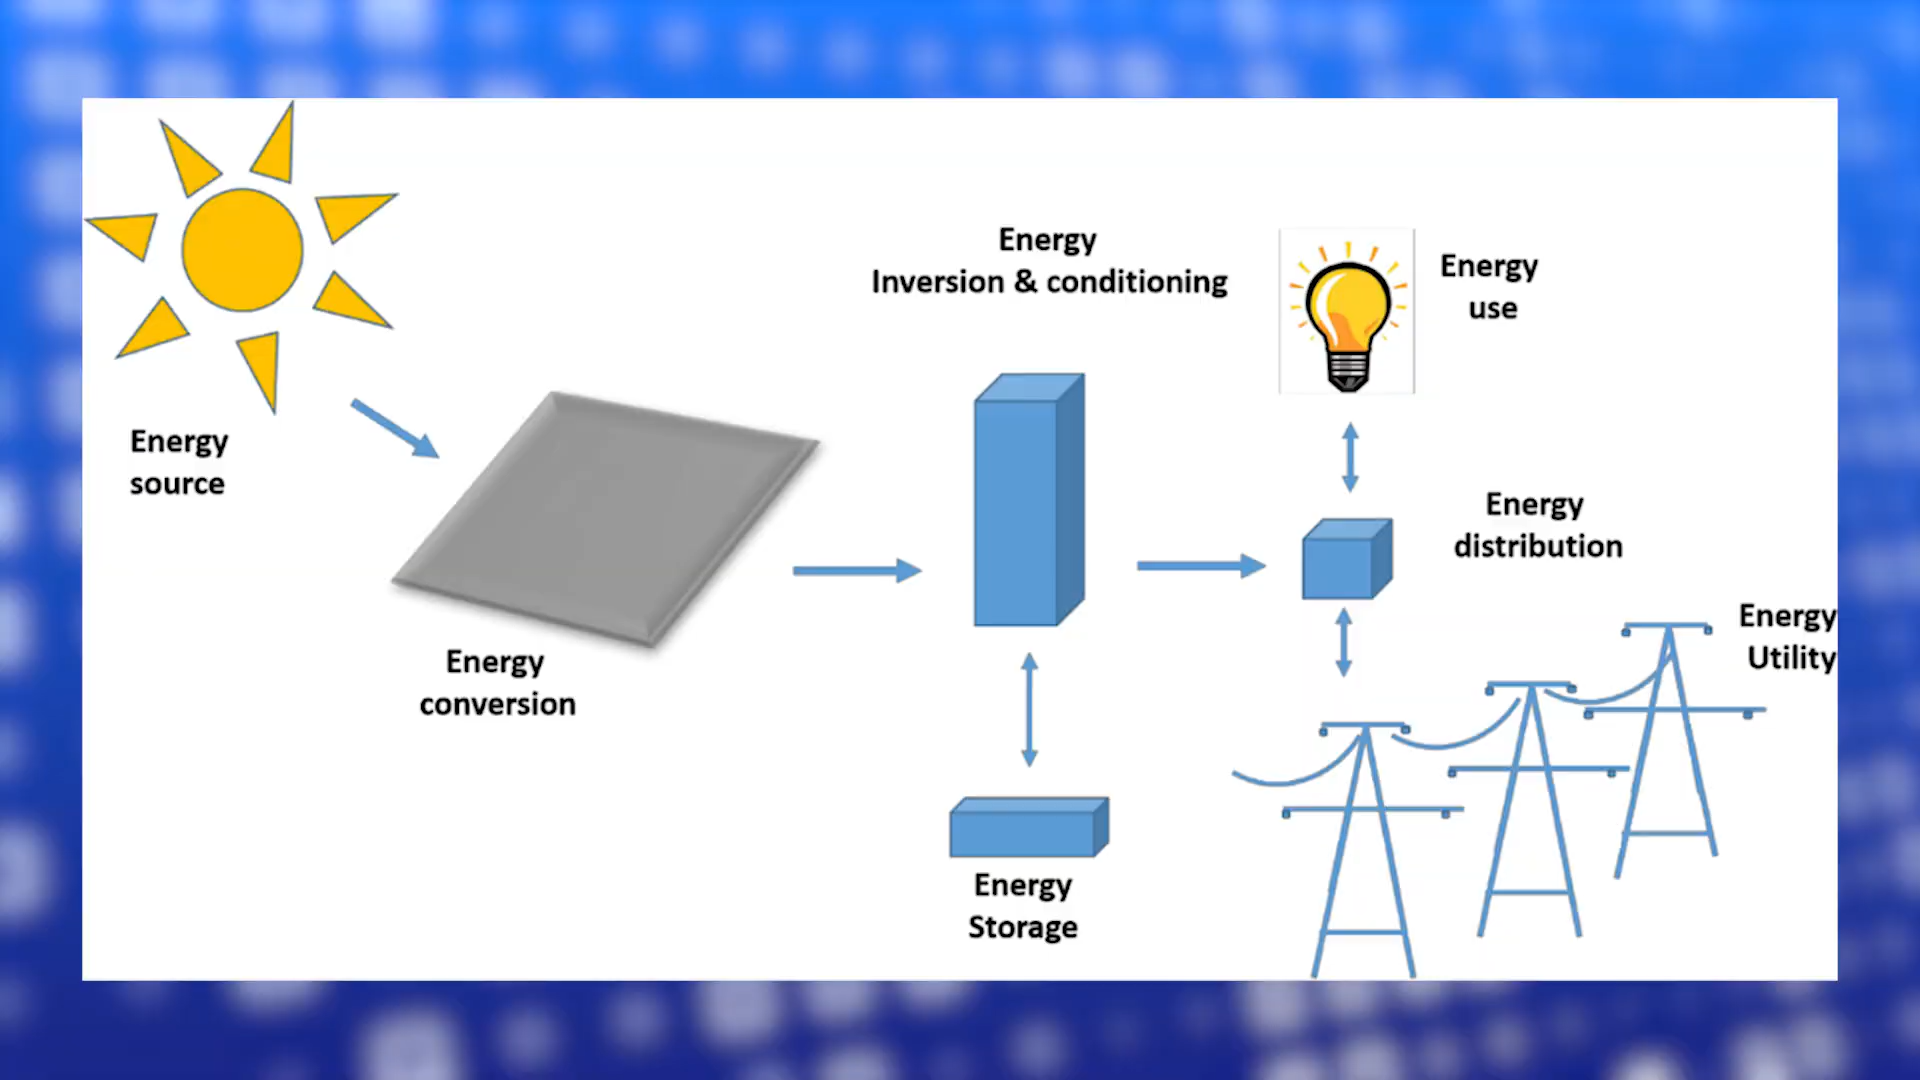 Energy
source
Energy
conversion
Energy
Inversion & conditioning
Energy
Storage
Energy
use
Energy
distribution
Energy
Utility